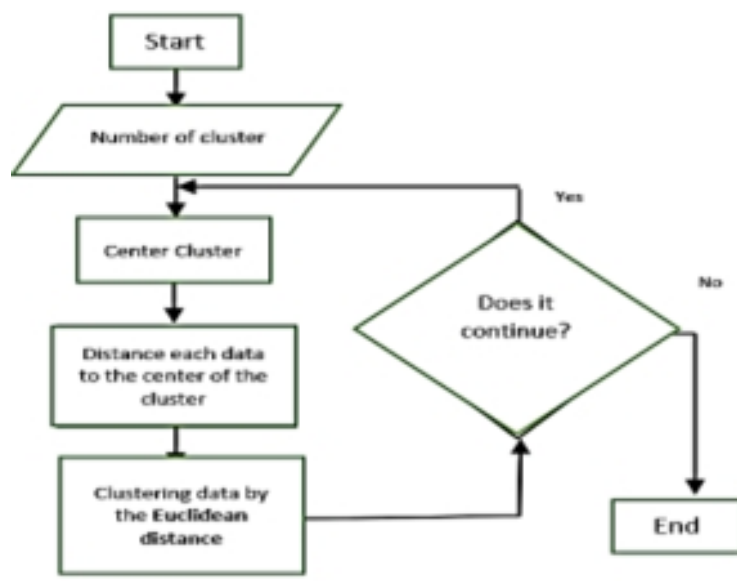 Start
Number of cluster
Center Cluster
Distance each data
to the center of the
cluster
Clustering data by
the Euclidean
distance
Does it
continue?
Yes
No
End